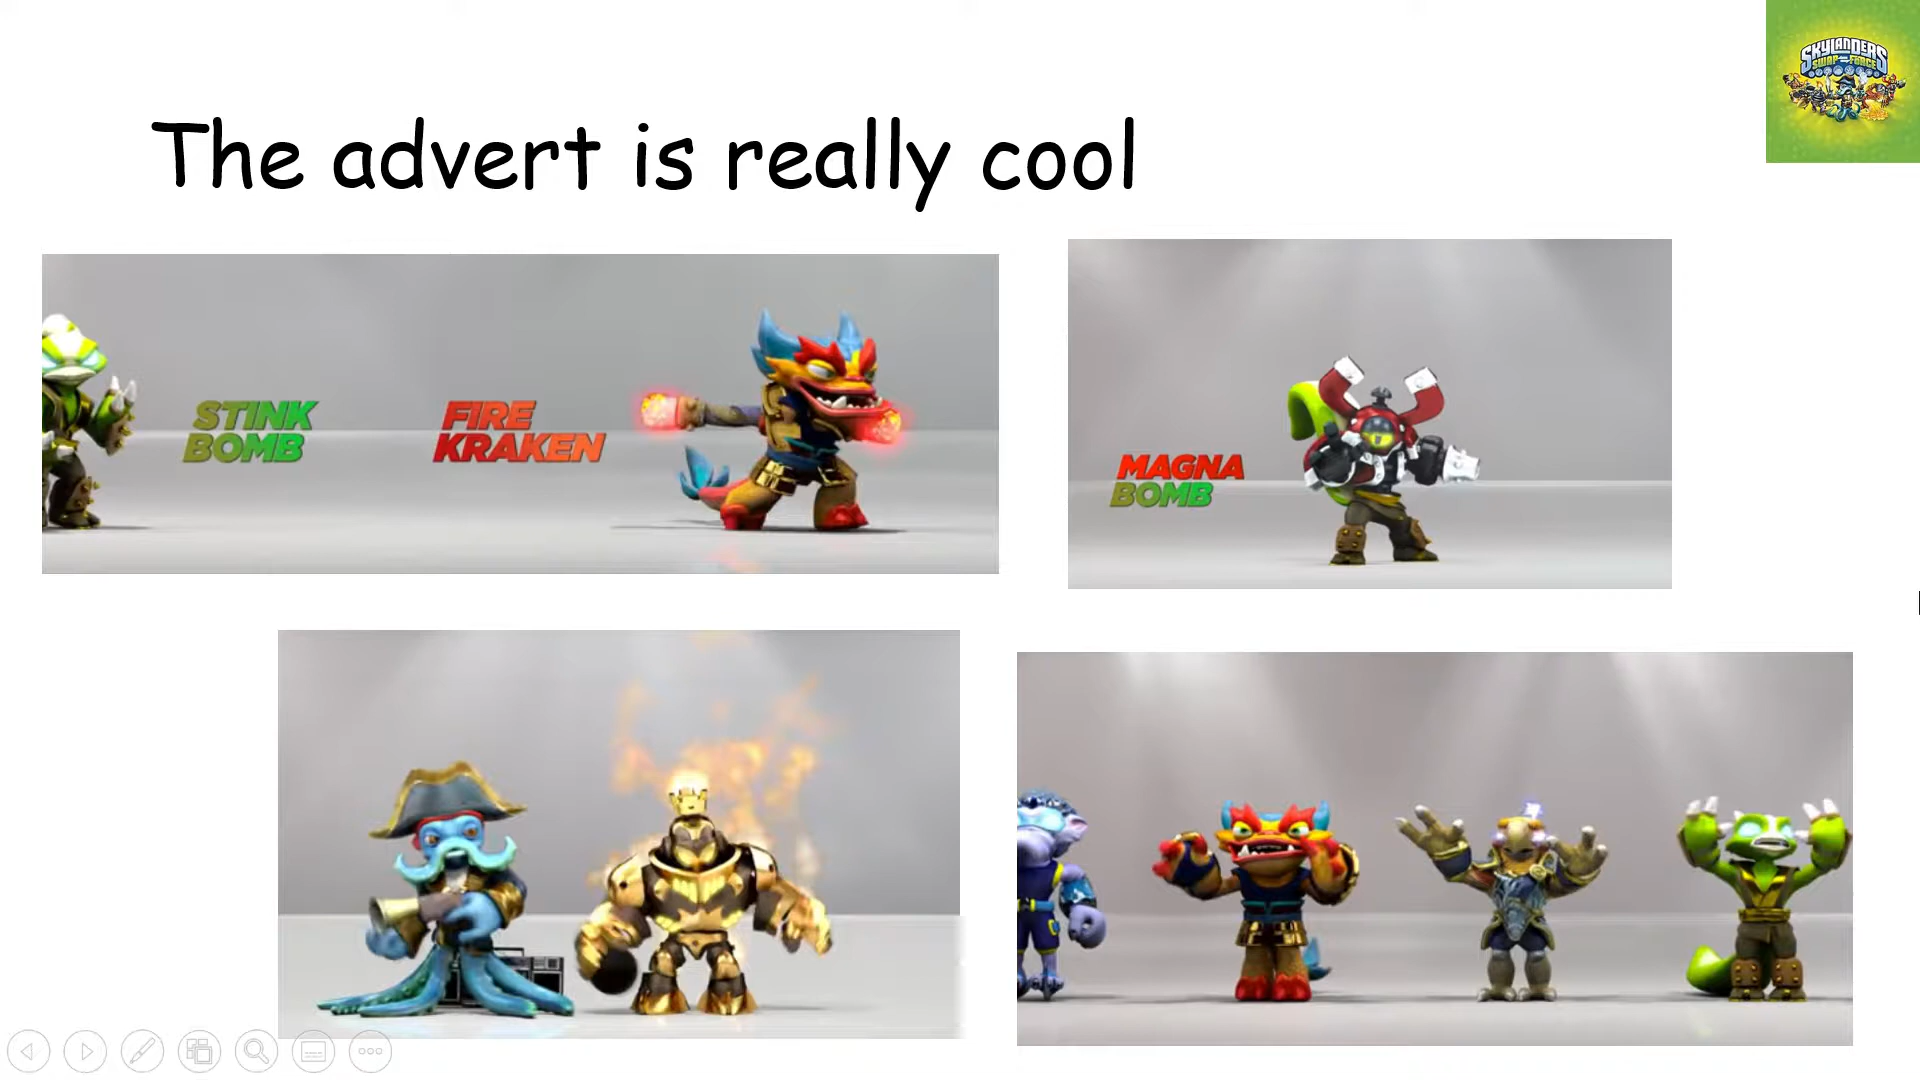 The advert is really cool
SKYLANDERS
SWAP FORCE
STINK
BOMB
FIRE
KRAKEN
MAGNA
BOMB